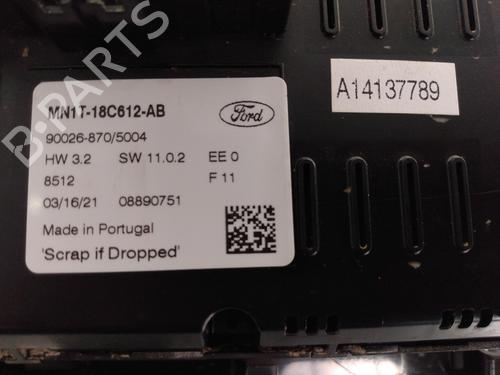 B-PARTS
MN1T-18C612-AB
Ford
90026-870/5004
HW 3.2 SW 11.0.2 EE 0
8512 F 11
03/16/21 08890751
Made in Portugal
'Scrap if Dropped'
A14137789